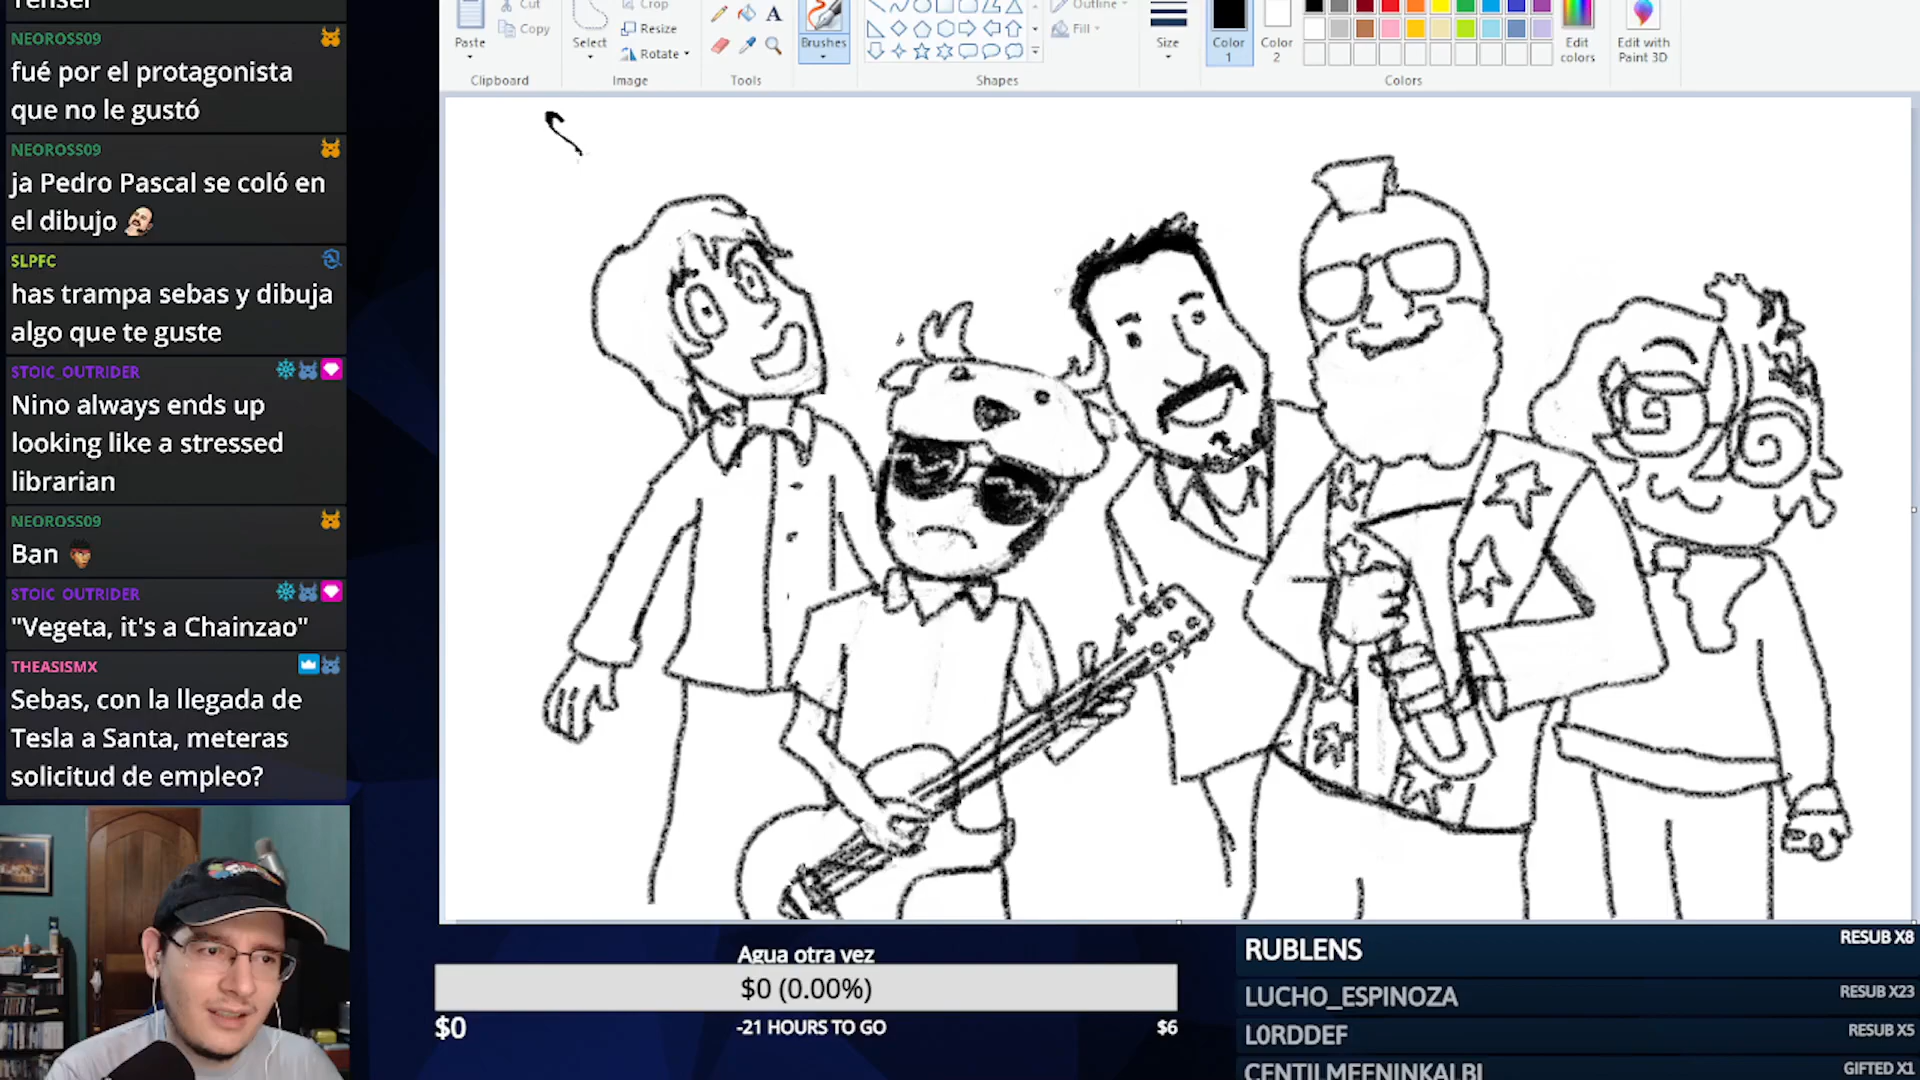 Tensei
NEOROSS09
fué por el protagonista
que no le gustó
NEOROSS09
ja Pedro Pascal se coló en
el dibujo
SLPFC
has trampa sebas y dibuja
algo que te guste
STOIC_OUTRIDER
Nino always ends up
looking like a stressed
librarian
NEOROSS09
Ban
STOIC_OUTRIDER
"Vegeta, it's a Chainzao"
THEASISMX
Sebas, con la llegada de
Tesla a Santa, meteras
solicitud de empleo?
Cut
Copy
Paste
Clipboard
Crop
Resize
Rotate
Select
Image
A
Tools
Brushes
Outline
Fill
Shapes
Size
Color
1
Color
2
Edit
colors
Colors
Edit with
Paint 3D
Agua otra vez
$0 (0.00%)
$0
-21 HOURS TO GO
$6
RUBLENS
RESUB X8
LUCHO_ESPINOZA
RESUB X23
L0RDDEF
RESUB X5
GIFTED X1